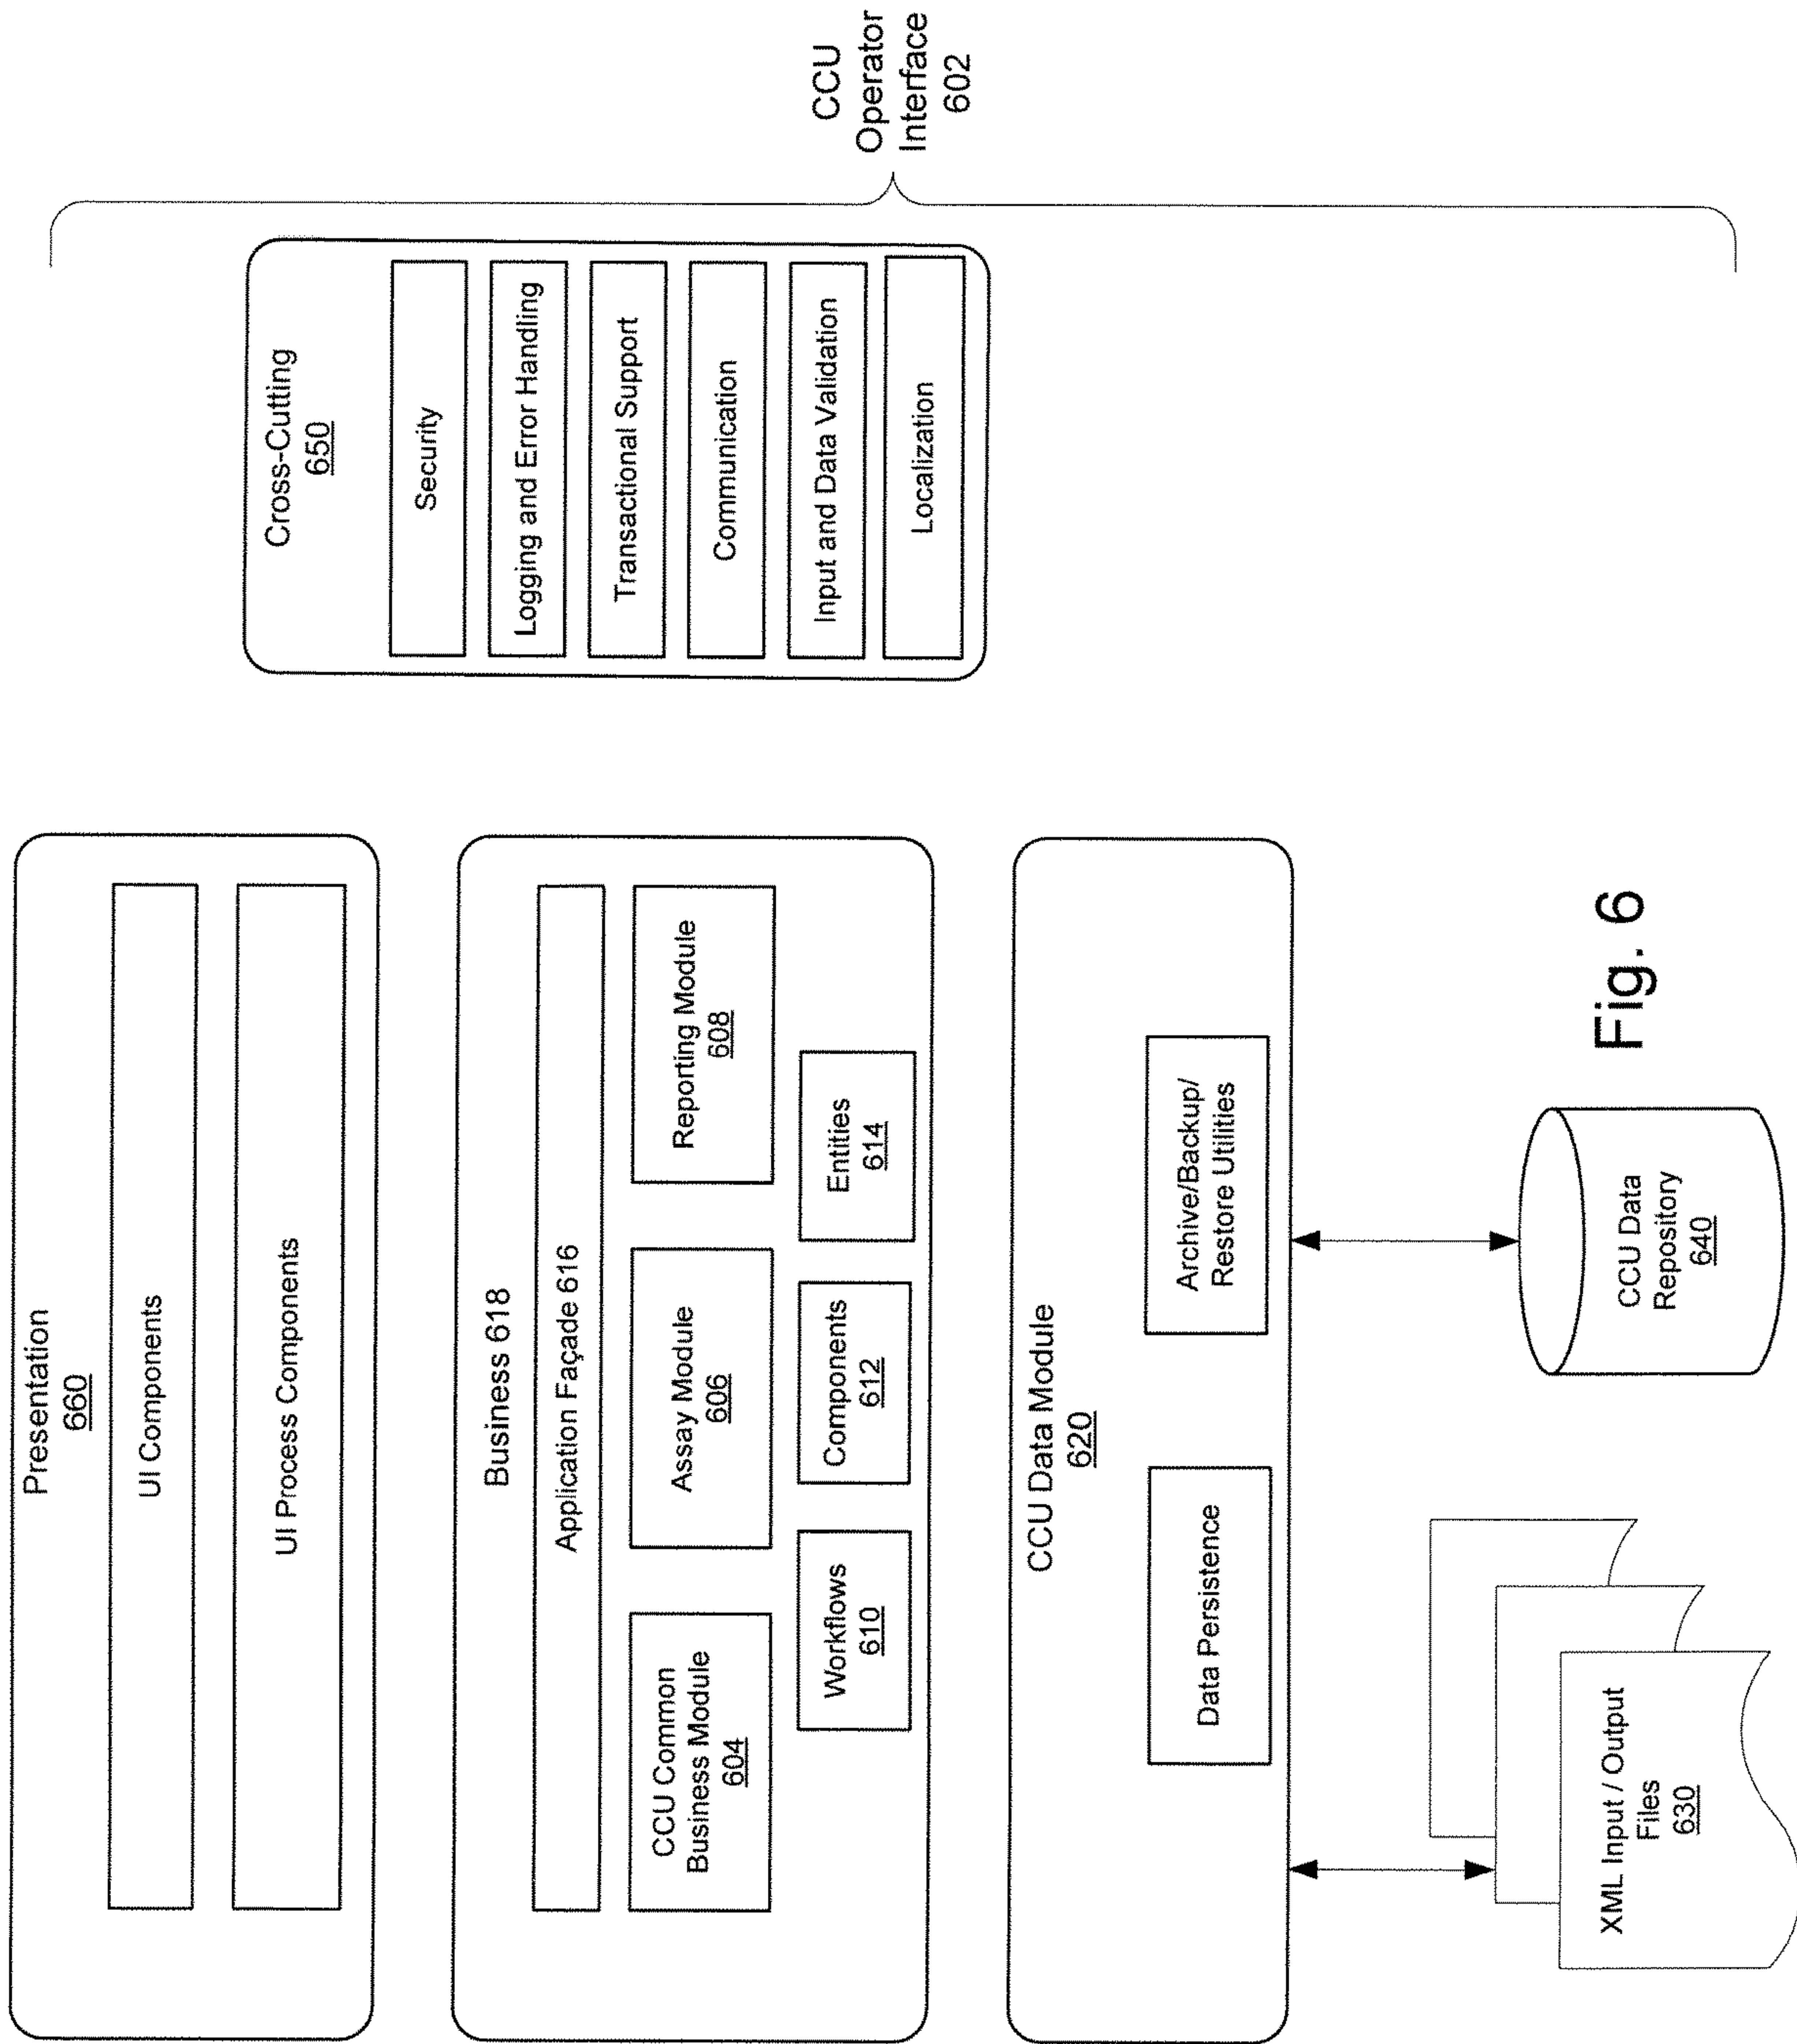 Presentation
660
UI Components
UI Process Components
Business 618
Application Façade 616
CCU Common
Business Module
604
Assay Module
606
Reporting Module
608
Workflows
610
Components
612
Entities
614
CCU Data Module
620
Data Persistence
Archive/Backup/
Restore Utilities
XML Input / Output
Files
630
CCU Data
Repository
640
Cross-Cutting
650
Security
Logging and Error Handling
Transactional Support
Communication
Input and Data Validation
Localization
CCU
Operator
Interface
602
Fig. 6